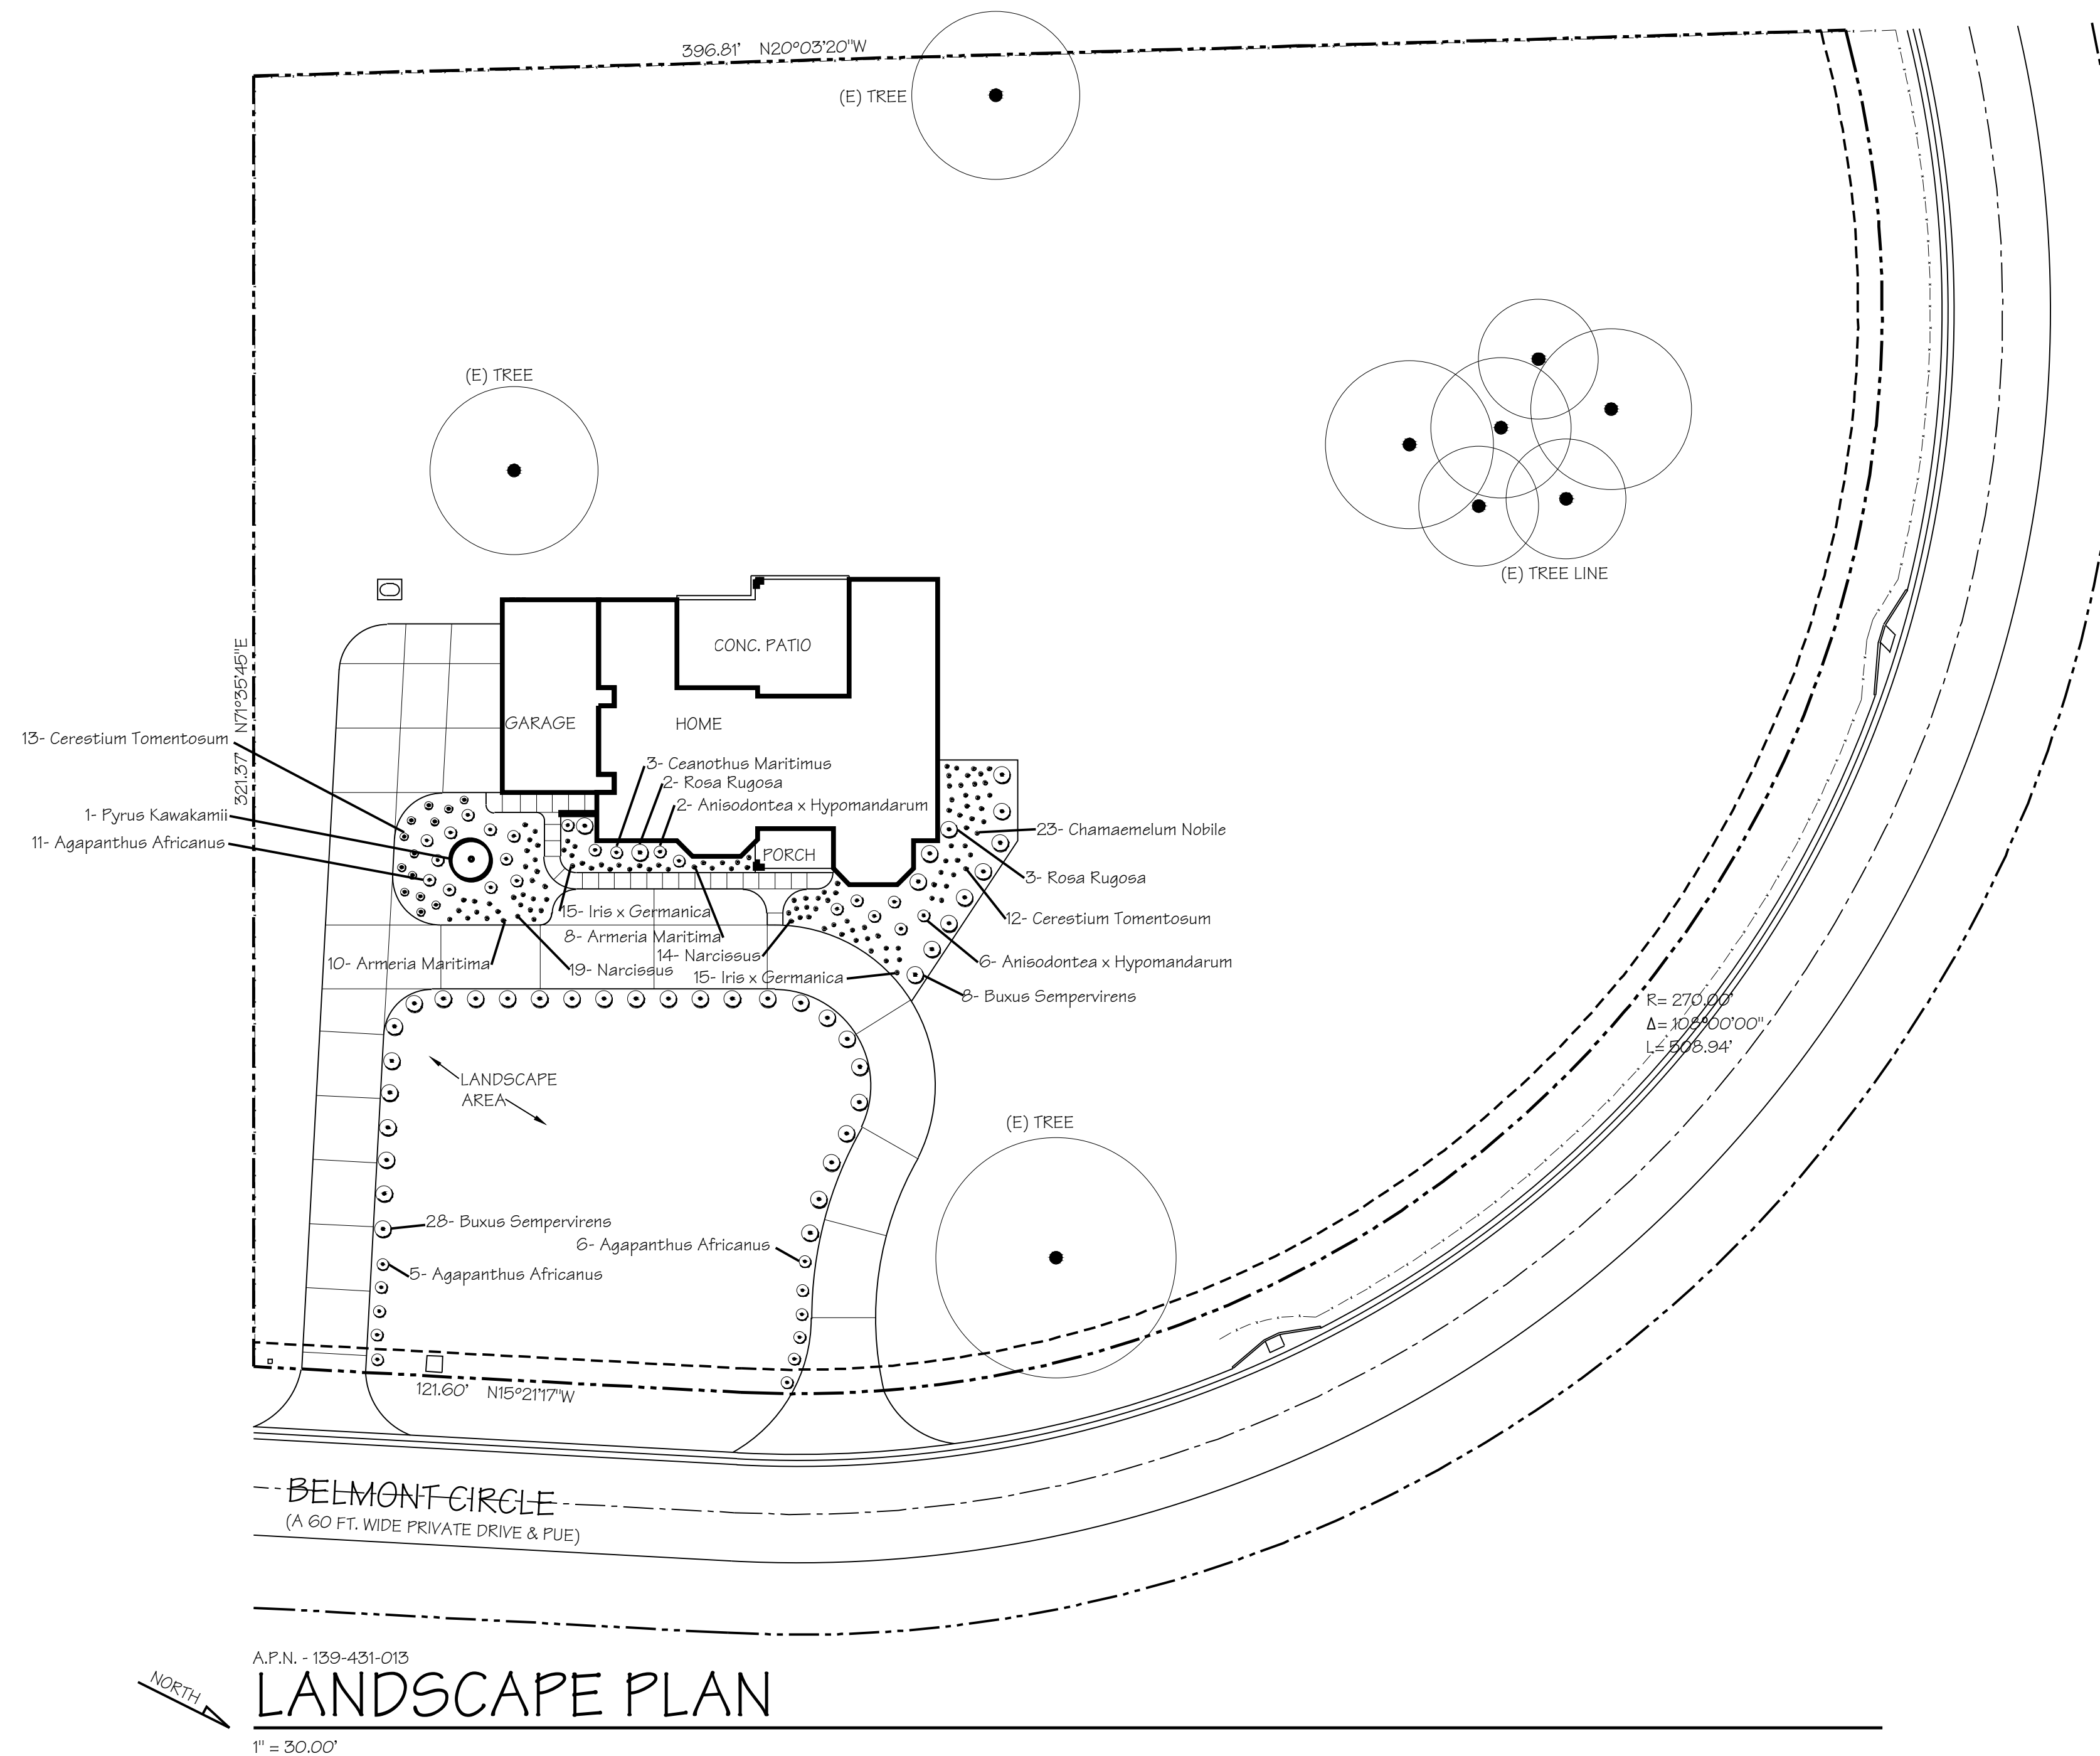 396.81' N20°03'20"W
(E) TREE
(E) TREE
(E) TREE LINE
CONC. PATIO
321.37' N71°35'45"E
GARAGE
HOME
13- Cerestium Tomentosum
3- Ceanothus Maritimus
2- Rosa Rugosa
2- Anisodontea x Hypomandarum
1- Pyrus Kawakamii
11- Agapanthus Africanus
23- Chamaemelum Nobile
PORCH
3- Rosa Rugosa
15- Iris x Germanica
12- Cerestium Tomentosum
8- Armeria Maritima
14- Narcissus
10- Armeria Maritima
19- Narcissus
6- Anisodontea x Hypomandarum
15- Iris x Germanica
8- Buxus Sempervirens
R= 270.00'
Δ= 108°00'00"
L= 508.94'
LANDSCAPE
AREA
(E) TREE
28- Buxus Sempervirens
6- Agapanthus Africanus
5- Agapanthus Africanus
121.60' N15°21'17"W
BELMONT CIRCLE
(A 60 FT. WIDE PRIVATE DRIVE & PUE)
A.P.N. - 139-431-013
NORTH
LANDSCAPE PLAN
1" = 30.00'